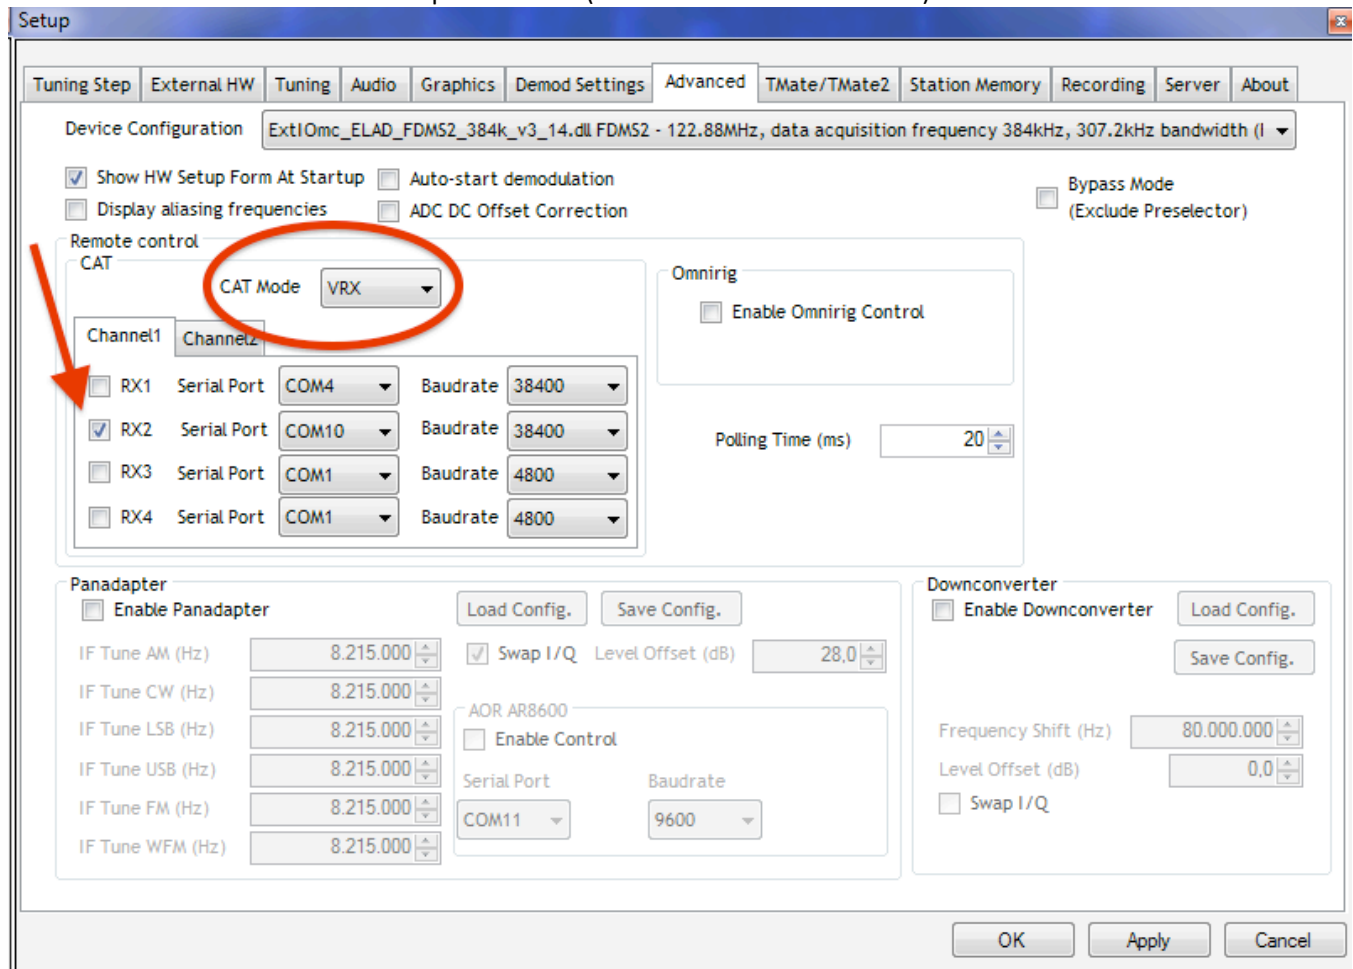 Setup
Tuning Step External HW Tuning Audio Graphics Demod Settings Advanced TMate/TMate2 Station Memory Recording Server About
Device Configuration ExtIOmc_ELAD_FDMS2_384k_v3_14.dll FDMS2 - 122.88MHz, data acquisition frequency 384kHz, 307.2kHz bandwidth (I
Show HW Setup Form At Startup Auto-start demodulation
Bypass Mode
Display aliasing frequencies ADC DC Offset Correction
(Exclude Preselector)
Remote control
CAT
CAT Mode VRX
Omnirig
Enable Omnirig Control
Channel1 Channel2
RX1 Serial Port COM4 Baudrate 38400
RX2 Serial Port COM10 Baudrate 38400
Polling Time (ms) 20
RX3 Serial Port COM1 Baudrate 4800
RX4 Serial Port COM1 Baudrate 4800
Panadapter
Enable Panadapter Load Config. Save Config.
Downconverter
Enable Downconverter Load Config.
IF Tune AM (Hz) 8.215.000 Swap I/Q Level Offset (dB) 28,0
Save Config.
IF Tune CW (Hz) 8.215.000
AOR AR8600
IF Tune LSB (Hz) 8.215.000 Enable Control
Frequency Shift (Hz) 80.000.000
IF Tune USB (Hz) 8.215.000 Serial Port Baudrate
Level Offset (dB) 0,0
IF Tune FM (Hz) 8.215.000 COM11 9600
Swap I/Q
IF Tune WFM (Hz) 8.215.000
OK Apply Cancel